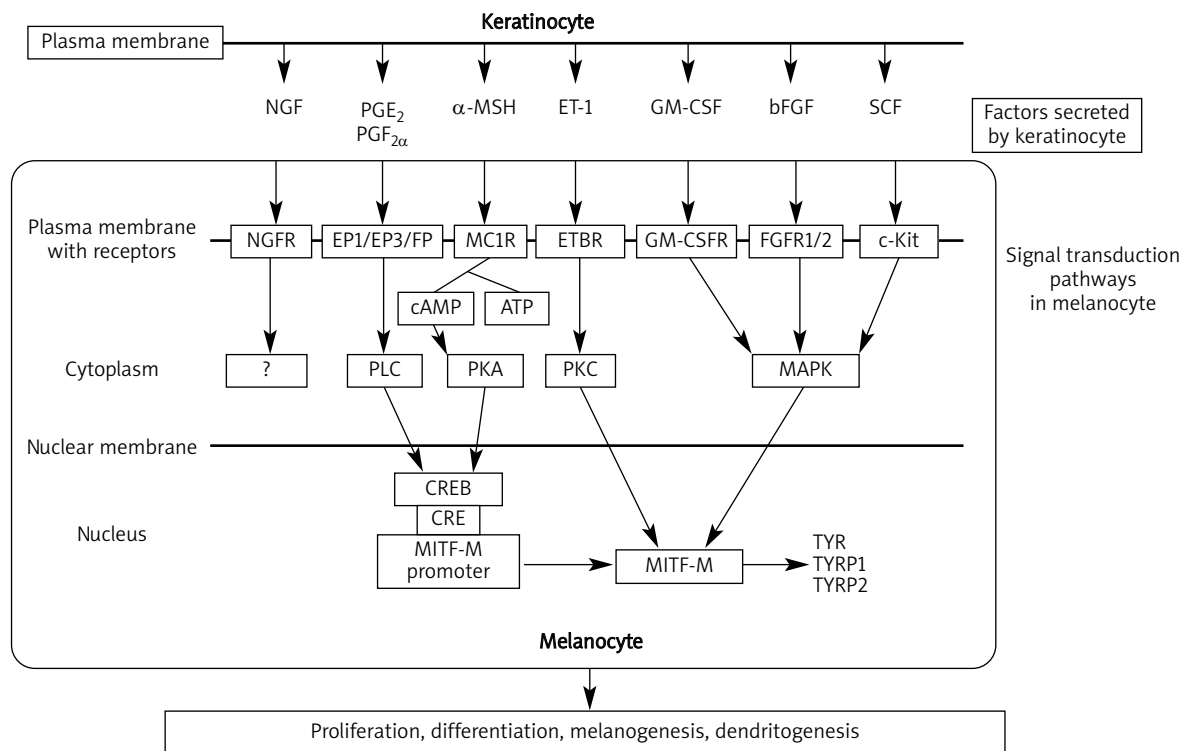 Keratinocyte
Plasma membrane
NGF
PGE₂
PGF₂α
α-MSH
ET-1
GM-CSF
bFGF
SCF
Factors secreted
by keratinocyte
Plasma membrane
with receptors
NGFR
EP1/EP3/FP
MC1R
ETBR
GM-CSFR
FGFR1/2
c-Kit
Signal transduction
pathways
in melanocyte
cAMP
ATP
Cytoplasm
?
PLC
PKA
PKC
MAPK
Nuclear membrane
CREB
CRE
Nucleus
MITF-M
promoter
MITF-M
TYR
TYRP1
TYRP2
Melanocyte
Proliferation, differentiation, melanogenesis, dendritogenesis